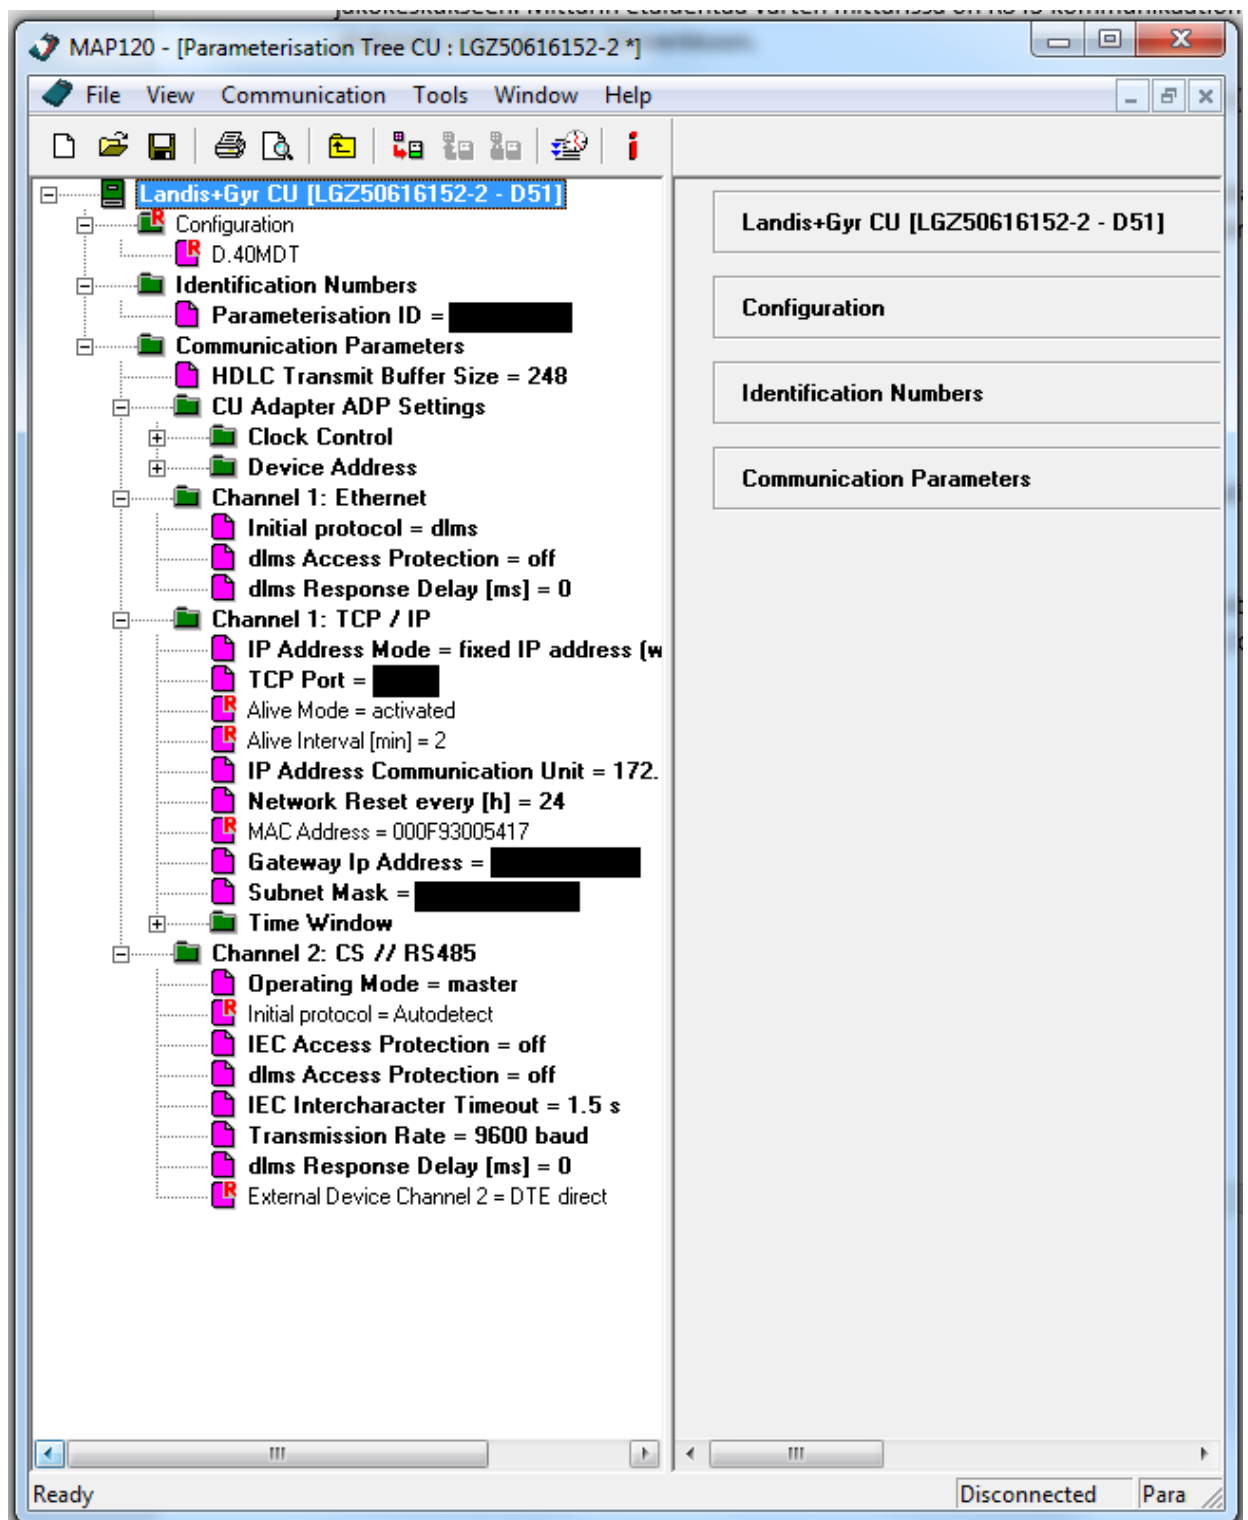 MAP120 - [Parameterisation Tree CU : LGZ50616152-2 *]
File View Communication Tools Window Help
Landis+Gyr CU [LGZ50616152-2 - D51]
Configuration
D.40MDT
Identification Numbers
Parameterisation ID =
Communication Parameters
HDLC Transmit Buffer Size = 248
CU Adapter ADP Settings
Clock Control
Device Address
Channel 1: Ethernet
Initial protocol = dlms
dlms Access Protection = off
dlms Response Delay [ms] = 0
Channel 1: TCP / IP
IP Address Mode = fixed IP address (w
TCP Port =
Alive Mode = activated
Alive Interval [min] = 2
IP Address Communication Unit = 172.
Network Reset every [h] = 24
MAC Address = 000F93005417
Gateway Ip Address =
Subnet Mask =
Time Window
Channel 2: CS // RS485
Operating Mode = master
Initial protocol = Autodetect
IEC Access Protection = off
dlms Access Protection = off
IEC Intercharacter Timeout = 1.5 s
Transmission Rate = 9600 baud
dlms Response Delay [ms] = 0
External Device Channel 2 = DTE direct
Landis+Gyr CU [LGZ50616152-2 - D51]
Configuration
Identification Numbers
Communication Parameters
Ready
Disconnected
Para